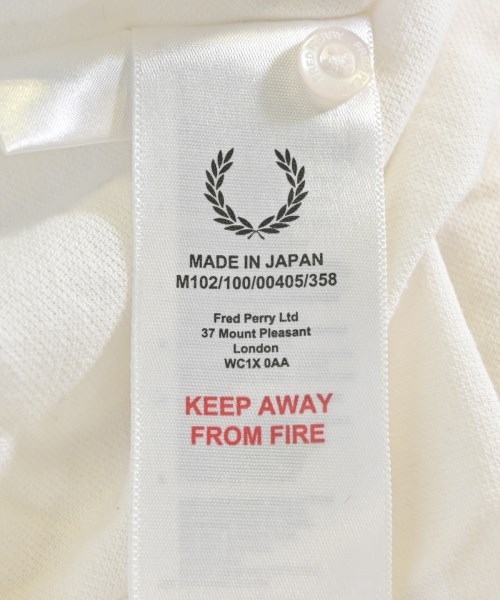 MADE IN JAPAN
M102/100/00405/358
Fred Perry Ltd
37 Mount Pleasant
London
WC1X 0AA
KEEP AWAY
FROM FIRE